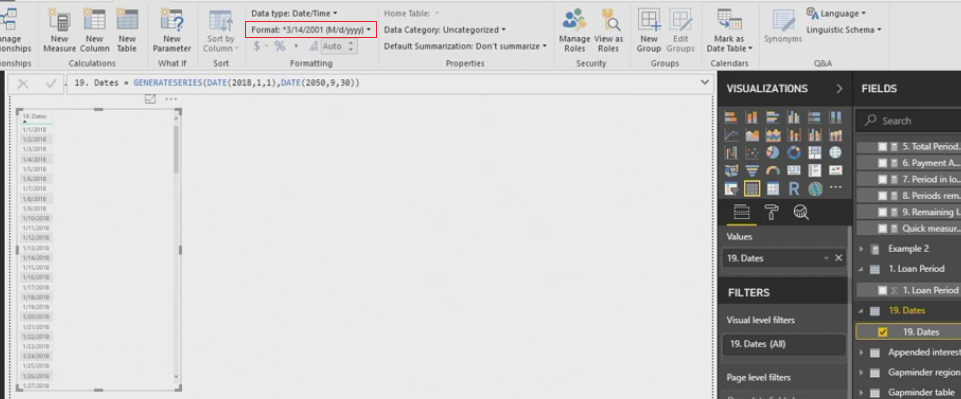 Data type: Date/Time
Home Table:
Language
Format: *3/14/2001 (M/d/yyyy)
Data Category: Uncategorized
Linguistic Schema
$ % , .00 Auto
Default Summarization: Don't summarize
New Measure
New Column
New Table
New Parameter
Sort by Column
Manage Roles
View as Roles
New Group
Edit Groups
Mark as Date Table
Synonyms
Calculations
What If
Sort
Formatting
Properties
Security
Groups
Calendars
Q&A
19. Dates = GENERATESERIES(DATE(2018,1,1),DATE(2050,9,30))
19. Dates
1/1/2018
1/2/2018
1/3/2018
1/4/2018
1/5/2018
1/6/2018
1/7/2018
1/8/2018
1/9/2018
1/10/2018
1/11/2018
1/12/2018
1/13/2018
1/14/2018
1/15/2018
1/16/2018
1/17/2018
1/18/2018
1/19/2018
1/20/2018
1/21/2018
1/22/2018
1/23/2018
1/24/2018
1/25/2018
1/26/2018
1/27/2018
VISUALIZATIONS
R
Values
19. Dates
FILTERS
Visual level filters
19. Dates (All)
Page level filters
FIELDS
Search
5. Total Period...
6. Payment A...
7. Period in lo...
8. Periods rem...
9. Remaining l...
Quick measur...
Example 2
1. Loan Period
1. Loan Period
19. Dates
19. Dates
Appended interest
Gapminder region
Gapminder table